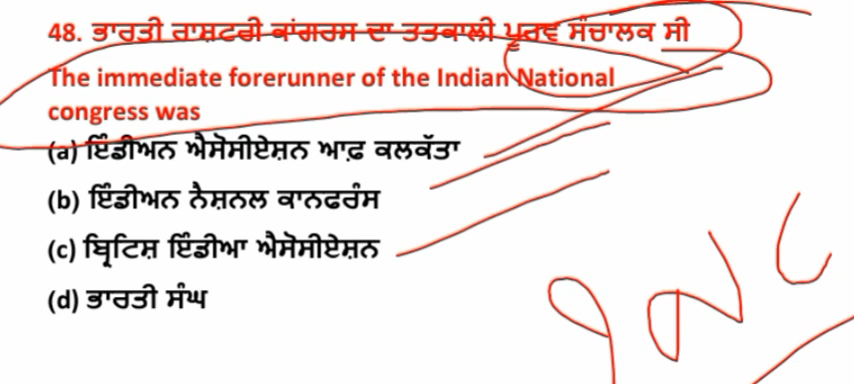 48. ਭਾਰਤੀ ਰਾਸ਼ਟਰੀ ਕਾਂਗਰਸ ਦਾ ਤਤਕਾਲੀ ਪੂਰਵ ਸੰਚਾਲਕ ਸੀ
The immediate forerunner of the Indian National
congress was
(a) ਇੰਡੀਅਨ ਐਸੋਸੀਏਸ਼ਨ ਆਫ਼ ਕਲਕੱਤਾ
(b) ਇੰਡੀਅਨ ਨੈਸ਼ਨਲ ਕਾਨਫਰੰਸ
(c) ਬ੍ਰਿਟਿਸ਼ ਇੰਡੀਆ ਐਸੋਸੀਏਸ਼ਨ
(d) ਭਾਰਤੀ ਸੰਘ